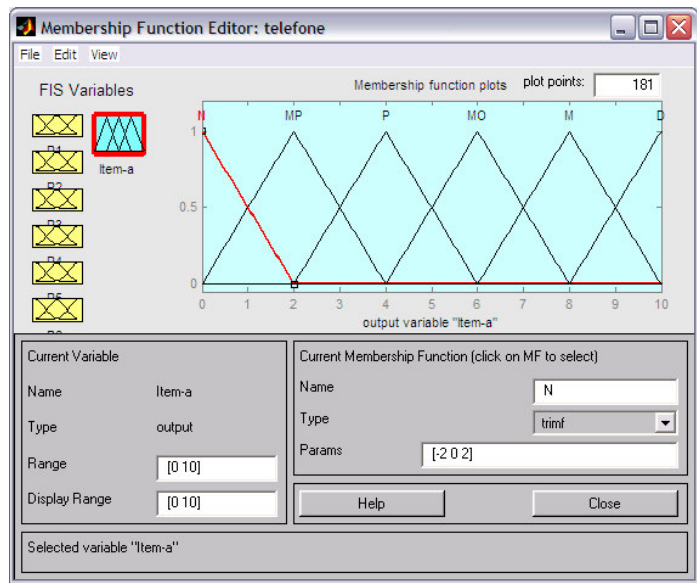 Membership Function Editor: telefone
File Edit View
FIS Variables
Membership function plots plot points: 181
Item-a
N MP P MO M D
1
0.5
0
0 1 2 3 4 5 6 7 8 9 10
output variable "Item-a"
Current Variable
Name Item-a
Type output
Range [0 10]
Display Range [0 10]
Current Membership Function (click on MF to select)
Name N
Type trimf
Params [-2 0 2]
Help Close
Selected variable "Item-a"